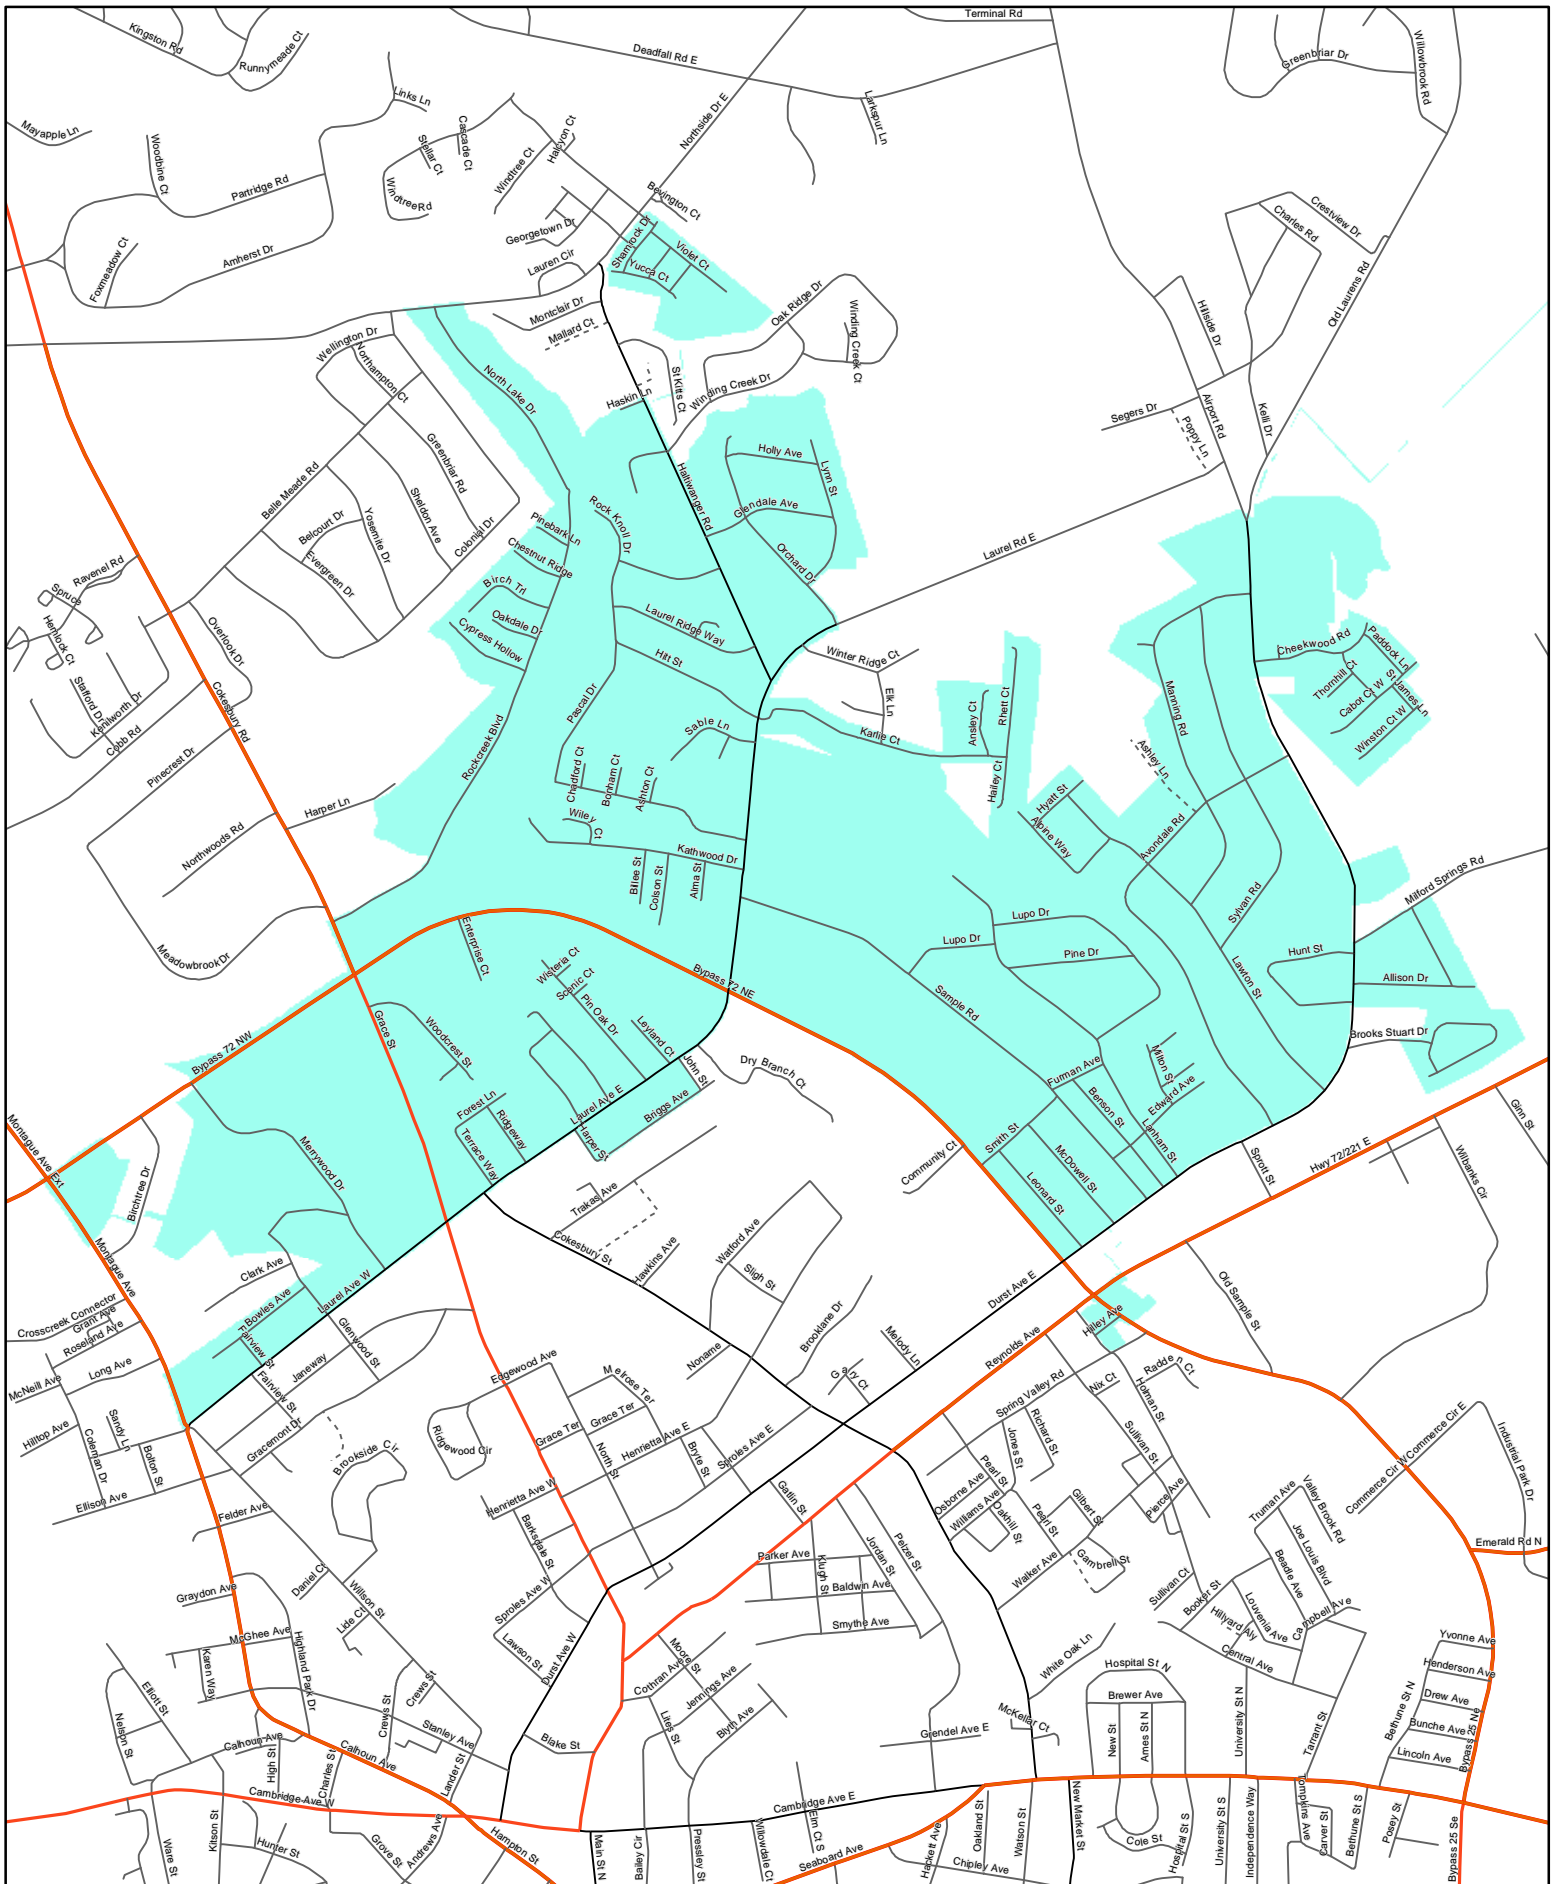 Terminal Rd
Kingston Rd
Runnymeade Ct
Deadfall Rd E
Greenbriar Dr
Willowbrook Rd
Links Ln
Larkspur Ln
Northside Dr E
Mayapple Ln
Woodbine Ct
Stellar Ct
Cascade Ct
Halcyon Ct
Windtree Ct
Partridge Rd
Windtree Rd
Bevington Ct
Crestview Dr
Charles Rd
Georgetown Dr
Shamrock Dr
Violet Ct
Foxmeadow Ct
Amherst Dr
Lauren Cir
Yucca Ct
Old Laurens Rd
Montclair Dr
Oak Ridge Dr
Winding Creek Ct
Hillside Dr
Mallard Ct
Wellington Dr
Northampton Ct
North Lake Dr
St Kitts Ct
Winding Creek Dr
Haskin Ln
Segers Dr
Airport Rd
Kelli Dr
Poppy Ln
Greenbriar Rd
Holly Ave
Lynn St
Belle Meade Rd
Haltiwanger Rd
Sheldon Ave
Glendale Ave
Rock Knoll Dr
Belcourt Dr
Yosemite Dr
Colonial Dr
Pinebark Ln
Laurel Rd E
Chestnut Ridge
Orchard Dr
Evergreen Dr
Ravenel Rd
Spruce
Birch Trl
Laurel Ridge Way
Hemlock Ct
Overlook Dr
Oakdale Dr
Cypress Hollow
Hitt St
Winter Ridge Ct
Cheekwood Rd
Paddock Ln
Thornhill Ct
St James Ln
Cabot Ct W
Winston Ct W
Stafford Dr
Kenilworth Dr
Cokesbury Rd
Pascal Dr
Elk Ln
Ansley Ct
Rhett Ct
Manning Rd
Cobb Rd
Sable Ln
Karlie Ct
Rockcreek Blvd
Pinecrest Dr
Ashley Ln
Chadford Ct
Bonham Ct
Ashton Ct
Hailey Ct
Hyatt St
Harper Ln
Wiley Ct
Alpine Way
Avondale Rd
Northwoods Rd
Kathwood Dr
Billee St
Colson St
Alma St
Milford Springs Rd
Sylvan Rd
Lupo Dr
Enterprise Ct
Lupo Dr
Pine Dr
Hunt St
Meadowbrook Dr
Wisteria Ct
Bypass 72 NE
Lawton St
Scenic Ct
Allison Dr
Pin Oak Dr
Sample Rd
Grace St
Woodcrest St
Leyland Ct
Brooks Stuart Dr
Bypass 72 NW
John St
Dry Branch Ct
Milton St
Furman Ave
Edward Ave
Benson St
Forest Ln
Laurel Ave E
Briggs Ave
Ginn St
Montague Ave Ext
Ridgeway
Terrace Way
Harper St
Smith St
Lanham St
Merrywood Dr
Community Ct
McDowell St
Sprott St
Hwy 72/221 E
Wilbanks Cir
Birchtree Dr
Leonard St
Trakas Ave
Cokesbury St
Watford Ave
Montague Ave
Clark Ave
Hawkins Ave
Sligh St
Durst Ave E
Old Sample St
Laurel Ave W
Bowles Ave
Crosscreek Connector
Grant Ave
Roseland Ave
Fairview St
Glenwood St
Brooklane Dr
Hilley Ave
Melody Ln
Reynolds Ave
Long Ave
Janeway
Noname
McNeill Ave
Edgewood Ave
Melrose Ter
Gary Ct
Radden Ct
Nix Ct
Spring Valley Rd
Holman St
Fairview St
Sandy Ln
Hilltop Ave
Coleman Dr
Gracemont Dr
Grace Ter
Grace Ter
Ridgewood Cir
Henrietta Ave E
Richard St
Jones St
Sullivan St
Commerce Cir E
Bolton St
Brookside Cir
North St
Bryte St
Sproles Ave E
Pearl St
Commerce Cir W
Industrial Park Dr
Ellison Ave
Henrietta Ave W
Gatlin St
Osborne Ave
Williams Ave
Oakhill St
Pearl St
Gilbert St
Pierce Ave
Truman Ave
Valley Brook Rd
Felder Ave
Barksdale St
Jordan St
Pelzer St
Joe Louis Blvd
Emerald Rd N
Parker Ave
Klugh St
Gambrell St
Walker Ave
Beadle Ave
Daniel Ct
Graydon Ave
Willson St
Baldwin Ave
Sullivan Ct
Booker St
Sproles Ave W
Louvenia Ave
Campbell Ave
Lide Ct
Smythe Ave
Hillyard Aly
McGhee Ave
Highland Park Dr
Lawson St
Durst Ave W
Moore St
White Oak Ln
Central Ave
Yvonne Ave
Karen Way
Cothran Ave
Jennings Ave
Hospital St N
Henderson Ave
Elliott St
Crews St
Crews St
Brewer Ave
Drew Ave
Bethune St N
Nelson St
Stanley Ave
Lites St
Blyth Ave
McKellar Ct
Grendel Ave E
New St
Ames St N
University St N
Tarrant St
Bunche Ave
Bypass 25 Ne
Calhoun Ave
Blake St
Lincoln Ave
Calhoun Ave
High St
Charles St
Lander St
Cambridge Ave W
Cambridge Ave E
Elm Ct S
Oakland St
Watson St
New Market St
Cole St
Hospital St S
University St S
Independence Way
Tompkins Ave
Carver St
Bethune St S
Posey St
Bypass 25 Se
Ware St
Kitson St
Hunter St
Grove St
Andrews Ave
Hampton St
Main St N
Bailey Cir
Pressley St
Willowdale Ct
Seaboard Ave
Hackett Ave
Chipley Ave